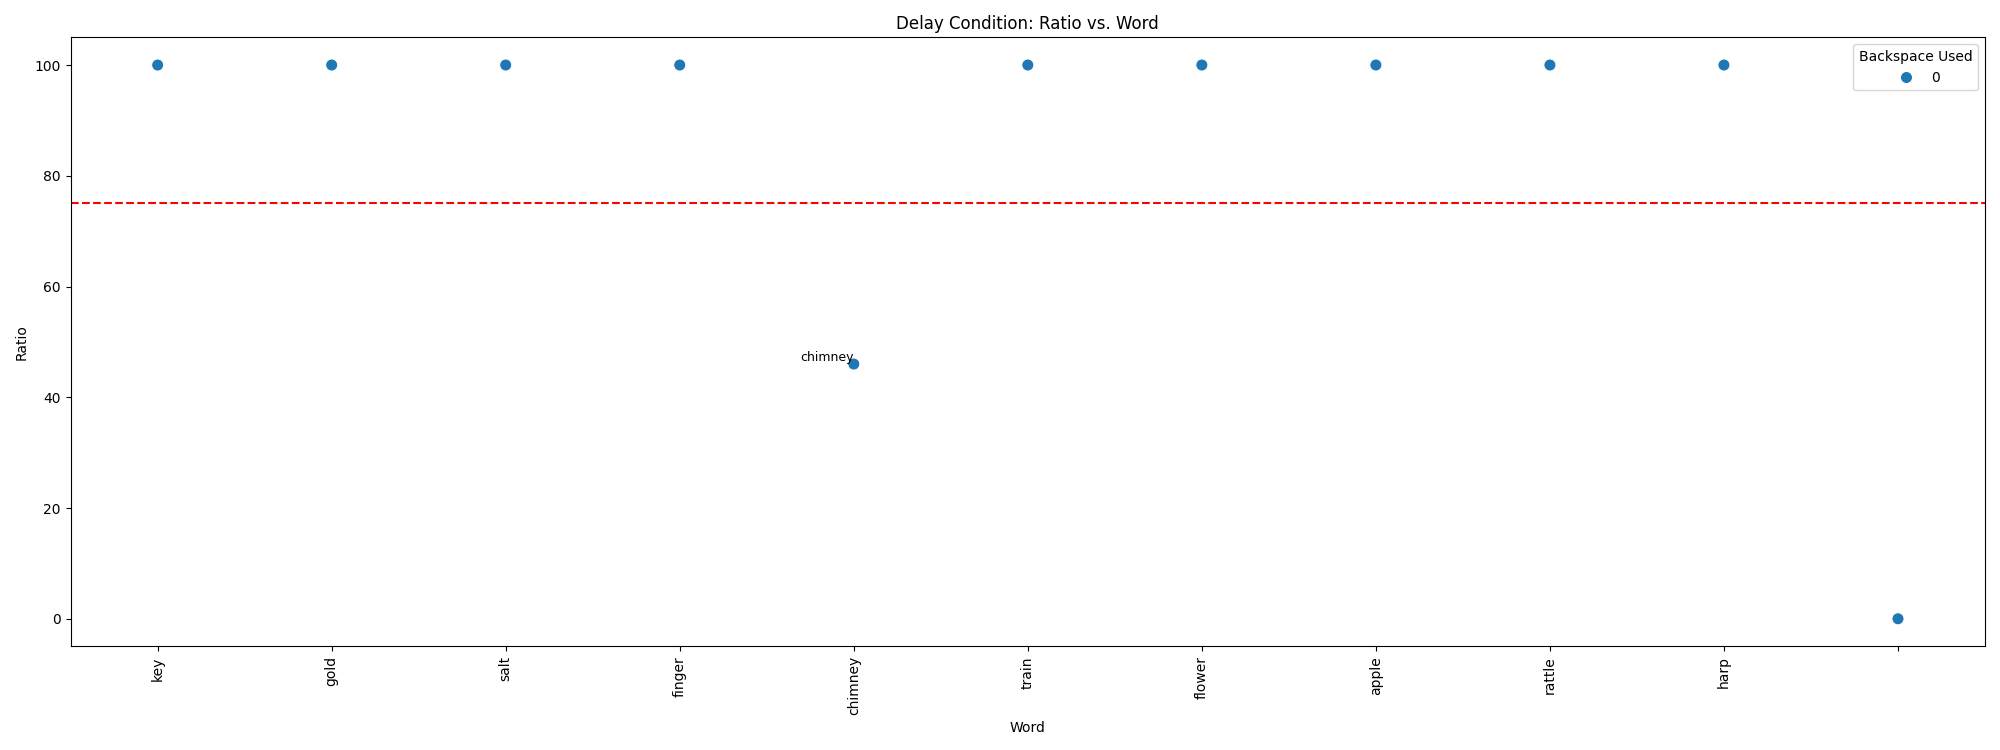 Delay Condition: Ratio vs. Word
Backspace Used
0
100
80
60
40
20
0
Ratio
chimney
key
gold
salt
finger
chimney
train
flower
apple
rattle
harp
Word